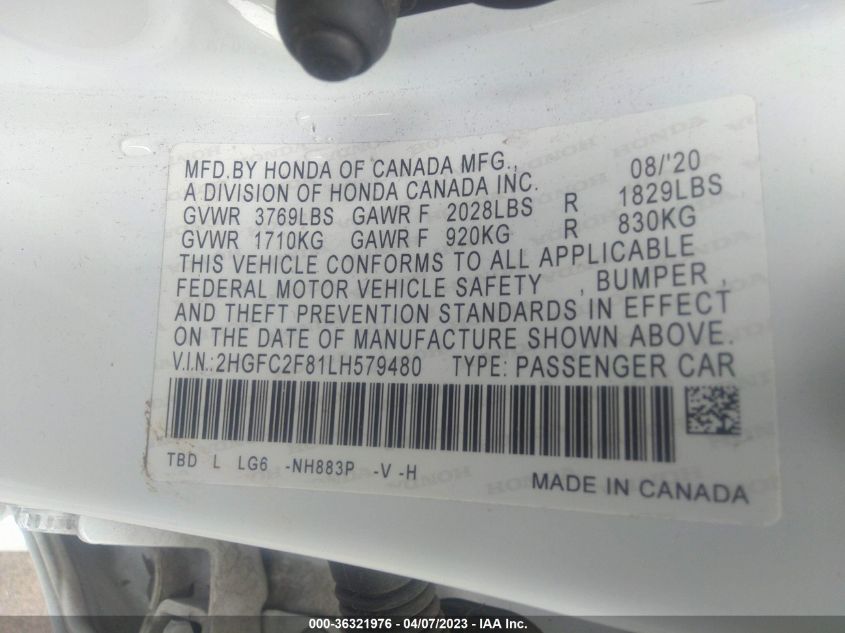 MFD.BY HONDA OF CANADA MFG., 08/'20
A DIVISION OF HONDA CANADA INC.
GVWR 3769LBS GAWR F 2028LBS R 1829LBS
GVWR 1710KG GAWR F 920KG R 830KG
THIS VEHICLE CONFORMS TO ALL APPLICABLE
FEDERAL MOTOR VEHICLE SAFETY , BUMPER ,
AND THEFT PREVENTION STANDARDS IN EFFECT
ON THE DATE OF MANUFACTURE SHOWN ABOVE.
V.I.N.: 2HGFC2F81LH579480 TYPE: PASSENGER CAR
TBD L LG6 -NH883P -V -H
MADE IN CANADA
000-36321976 - 04/07/2023 - IAA Inc.